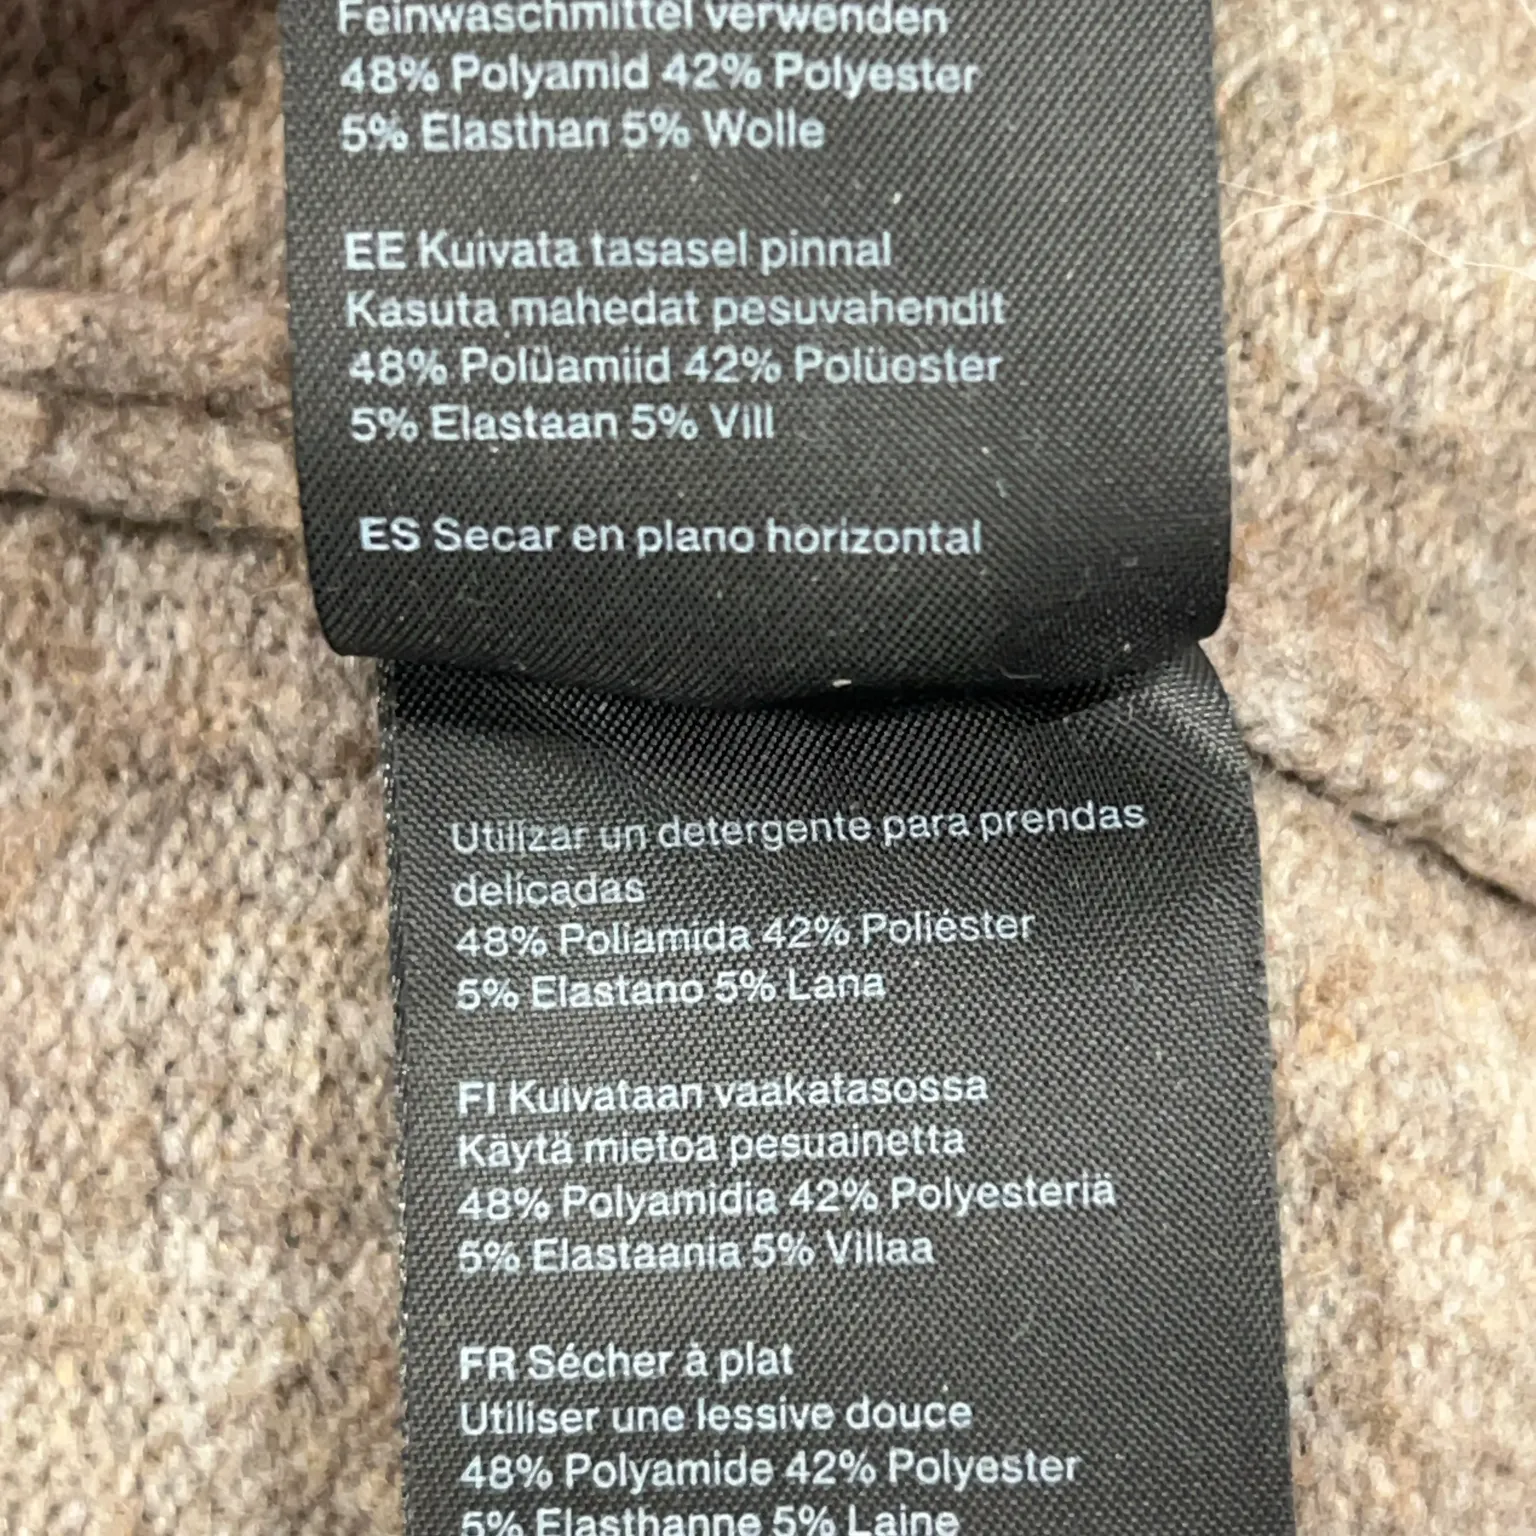 Feinwaschmittel verwenden
48% Polyamid 42% Polyester
5% Elasthan 5% Wolle
EE Kuivata tasasel pinnal
Kasuta mahedat pesuvahendit
48% Polüamiid 42% Polüester
5% Elastaan 5% Vill
ES Secar en plano horizontal
Utilizar un detergente para prendas
delicadas
48% Poliamida 42% Poliéster
5% Elastano 5% Lana
FI Kuivataan vaakatasossa
Käytä mietoa pesuainetta
48% Polyamidia 42% Polyesteriä
5% Elastaania 5% Villaa
FR Sécher à plat
Utiliser une lessive douce
48% Polyamide 42% Polyester
5% Elasthanne 5% Laine